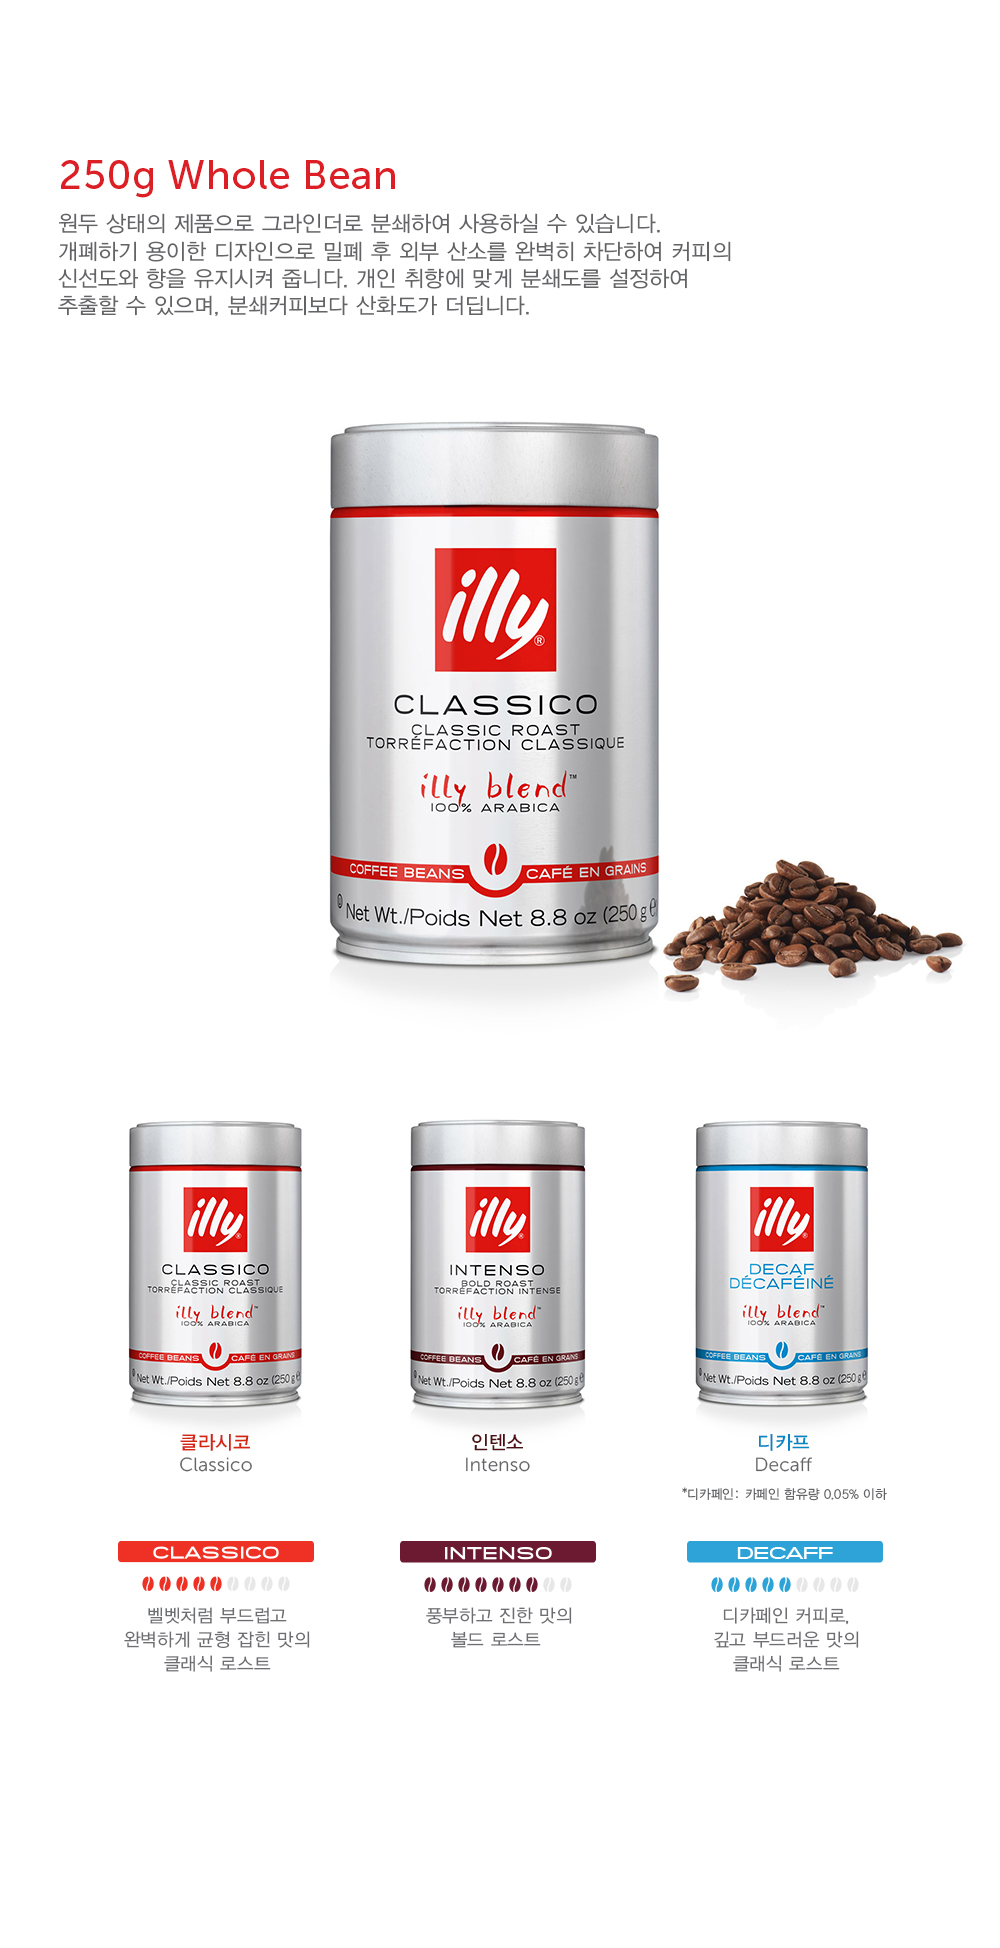 250g Whole Bean
원두 상태의 제품으로 그라인더로 분쇄하여 사용하실 수 있습니다.
개폐하기 용이한 디자인으로 밀폐 후 외부 산소를 완벽히 차단하여 커피의
신선도와 향을 유지시켜 줍니다. 개인 취향에 맞게 분쇄도를 설정하여
추출할 수 있으며, 분쇄커피보다 산화도가 더딥니다.
illy®
CLASSICO
CLASSIC ROAST
TORRÉFACTION CLASSIQUE
illy blend™
100% ARABICA
COFFEE BEANS CAFÉ EN GRAINS
Net Wt./Poids Net 8.8 oz (250 g ℮
illy®
CLASSICO
CLASSIC ROAST
TORRÉFACTION CLASSIQUE
illy blend™
100% ARABICA
COFFEE BEANS CAFÉ EN GRAINS
Net Wt./Poids Net 8.8 oz (250 g ℮
클라시코
Classico
illy®
INTENSO
BOLD ROAST
TORRÉFACTION INTENSE
illy blend™
100% ARABICA
COFFEE BEANS CAFÉ EN GRAINS
Net Wt./Poids Net 8.8 oz (250 g ℮
인텐소
Intenso
illy®
DECAF
DÉCAFÉINÉ
illy blend™
100% ARABICA
COFFEE BEANS CAFÉ EN GRAINS
Net Wt./Poids Net 8.8 oz (250 g ℮
디카프
Decaff
*디카페인: 카페인 함유량 0.05% 이하
CLASSICO
벨벳처럼 부드럽고
완벽하게 균형 잡힌 맛의
클래식 로스트
INTENSO
풍부하고 진한 맛의
볼드 로스트
DECAFF
디카페인 커피로,
깊고 부드러운 맛의
클래식 로스트